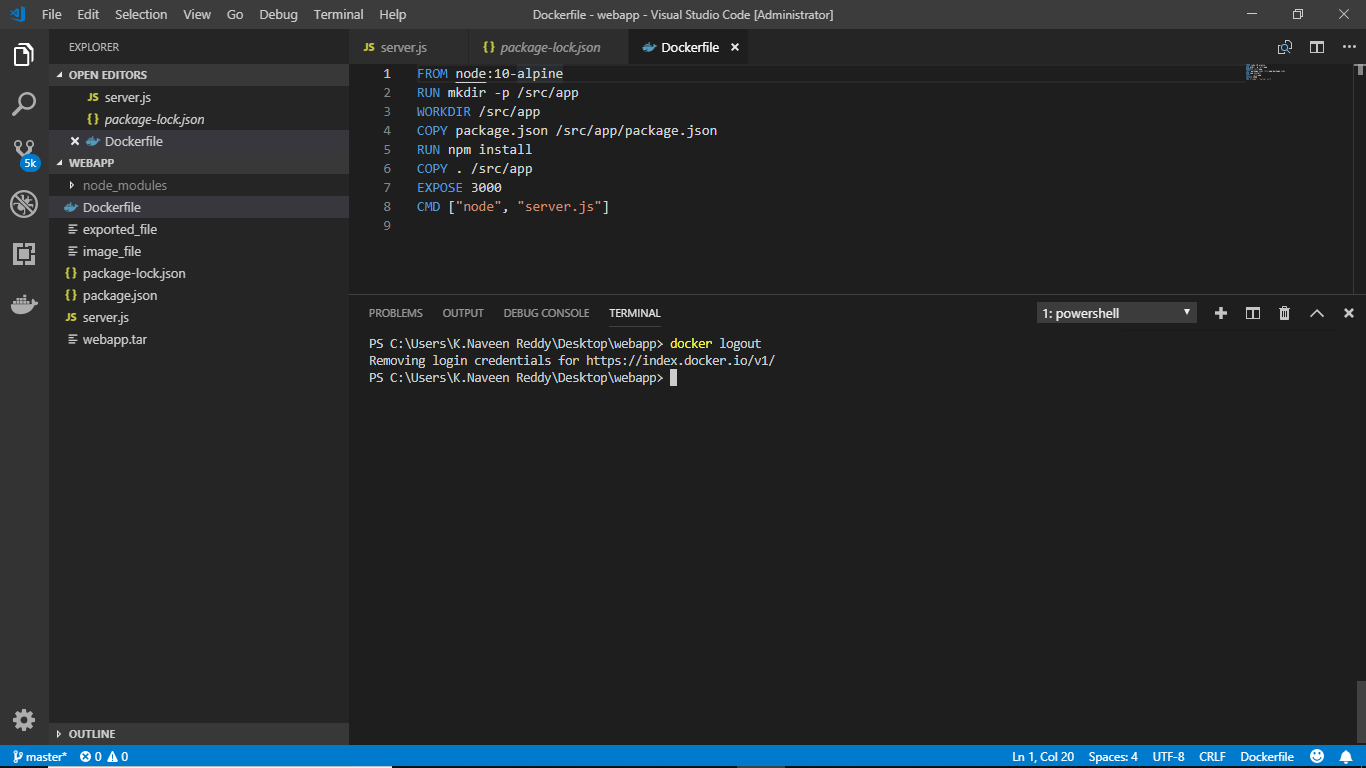 File Edit Selection View Go Debug Terminal Help Dockerfile - webapp - Visual Studio Code [Administrator]
EXPLORER
OPEN EDITORS
JS server.js
{} package-lock.json
Dockerfile
WEBAPP
node_modules
Dockerfile
exported_file
image_file
{} package-lock.json
{} package.json
JS server.js
webapp.tar
OUTLINE
5k
JS server.js {} package-lock.json Dockerfile
1 FROM node:10-alpine
2 RUN mkdir -p /src/app
3 WORKDIR /src/app
4 COPY package.json /src/app/package.json
5 RUN npm install
6 COPY . /src/app
7 EXPOSE 3000
8 CMD ["node", "server.js"]
9
PROBLEMS OUTPUT DEBUG CONSOLE TERMINAL 1: powershell
PS C:\Users\K.Naveen Reddy\Desktop\webapp> docker logout
Removing login credentials for https://index.docker.io/v1/
PS C:\Users\K.Naveen Reddy\Desktop\webapp>
master* 0 0 Ln 1, Col 20 Spaces: 4 UTF-8 CRLF Dockerfile